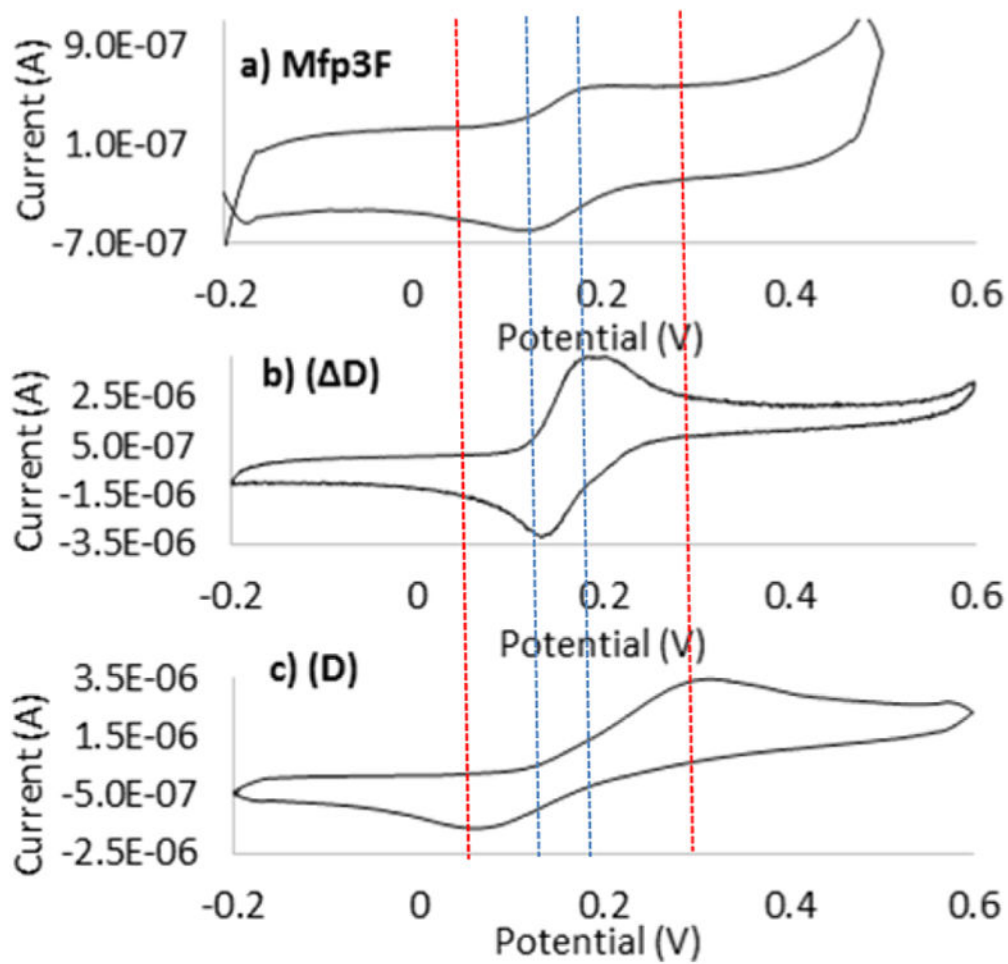 a) Mfp3F
Current (A)
9.0E-07
1.0E-07
-7.0E-07
-0.2 0 0.2 0.4 0.6
Potential (V)
b) (ΔD)
Current (A)
2.5E-06
5.0E-07
-1.5E-06
-3.5E-06
-0.2 0 0.2 0.4 0.6
Potential (V)
c) (D)
Current (A)
3.5E-06
1.5E-06
-5.0E-07
-2.5E-06
-0.2 0 0.2 0.4 0.6
Potential (V)